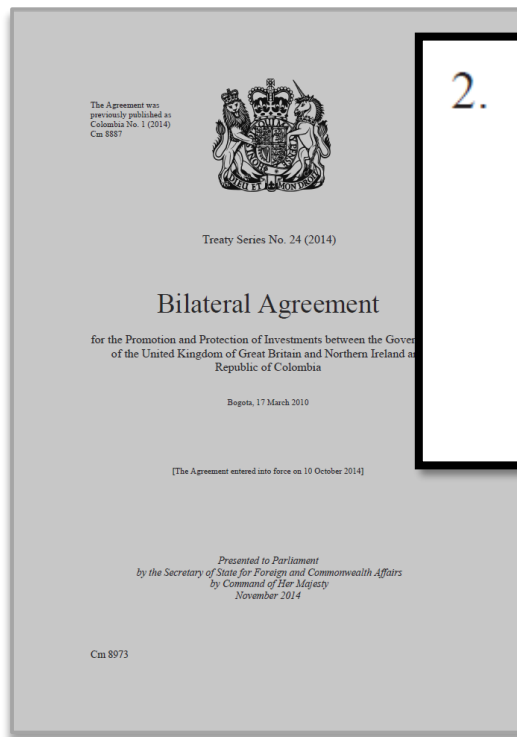 The Agreement was
previously published as
Colombia No. 1 (2014)
Cm 8887
DIEU ET MON DROIT
Treaty Series No. 24 (2014)
Bilateral Agreement
for the Promotion and Protection of Investments between the Gover
of the United Kingdom of Great Britain and Northern Ireland a
Republic of Colombia
Bogota, 17 March 2010
[The Agreement entered into force on 10 October 2014]
Presented to Parliament
by the Secretary of State for Foreign and Commonwealth Affairs
by Command of Her Majesty
November 2014
Cm 8973
2.